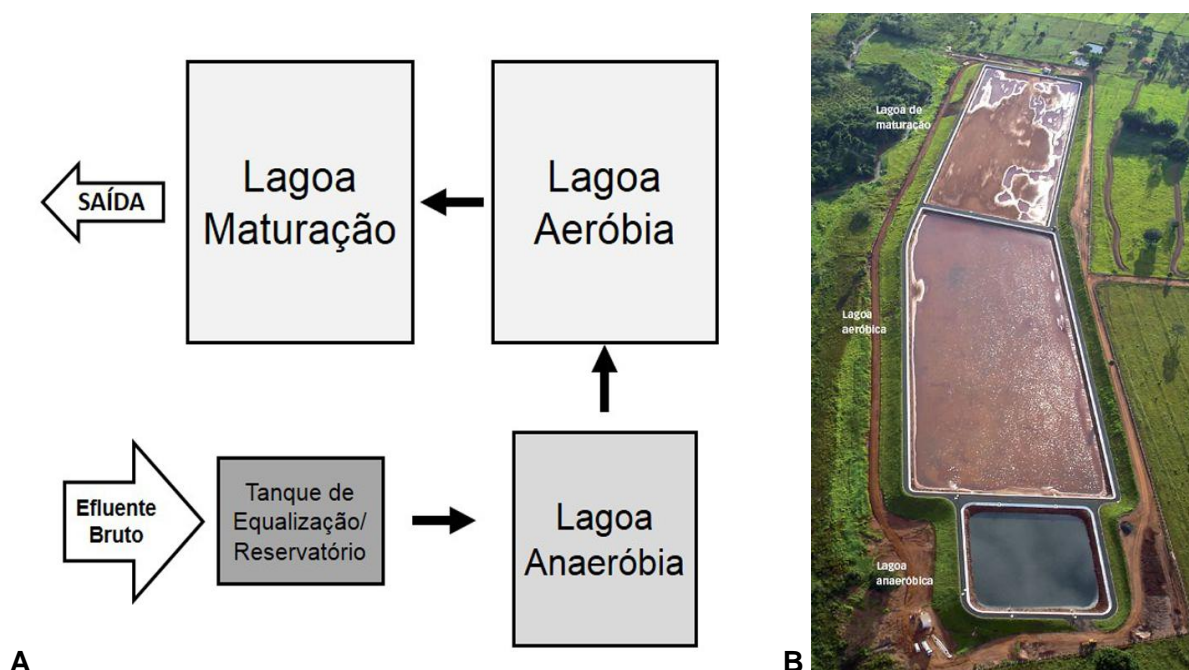 Lagoa
Maturação
Lagoa
Aeróbia
SAÍDA
Efluente
Bruto
Tanque de
Equalização/
Reservatório
Lagoa
Anaeróbia
A
Lagoa de
maturação
Lagoa
aeróbica
Lagoa
anaeróbica
B